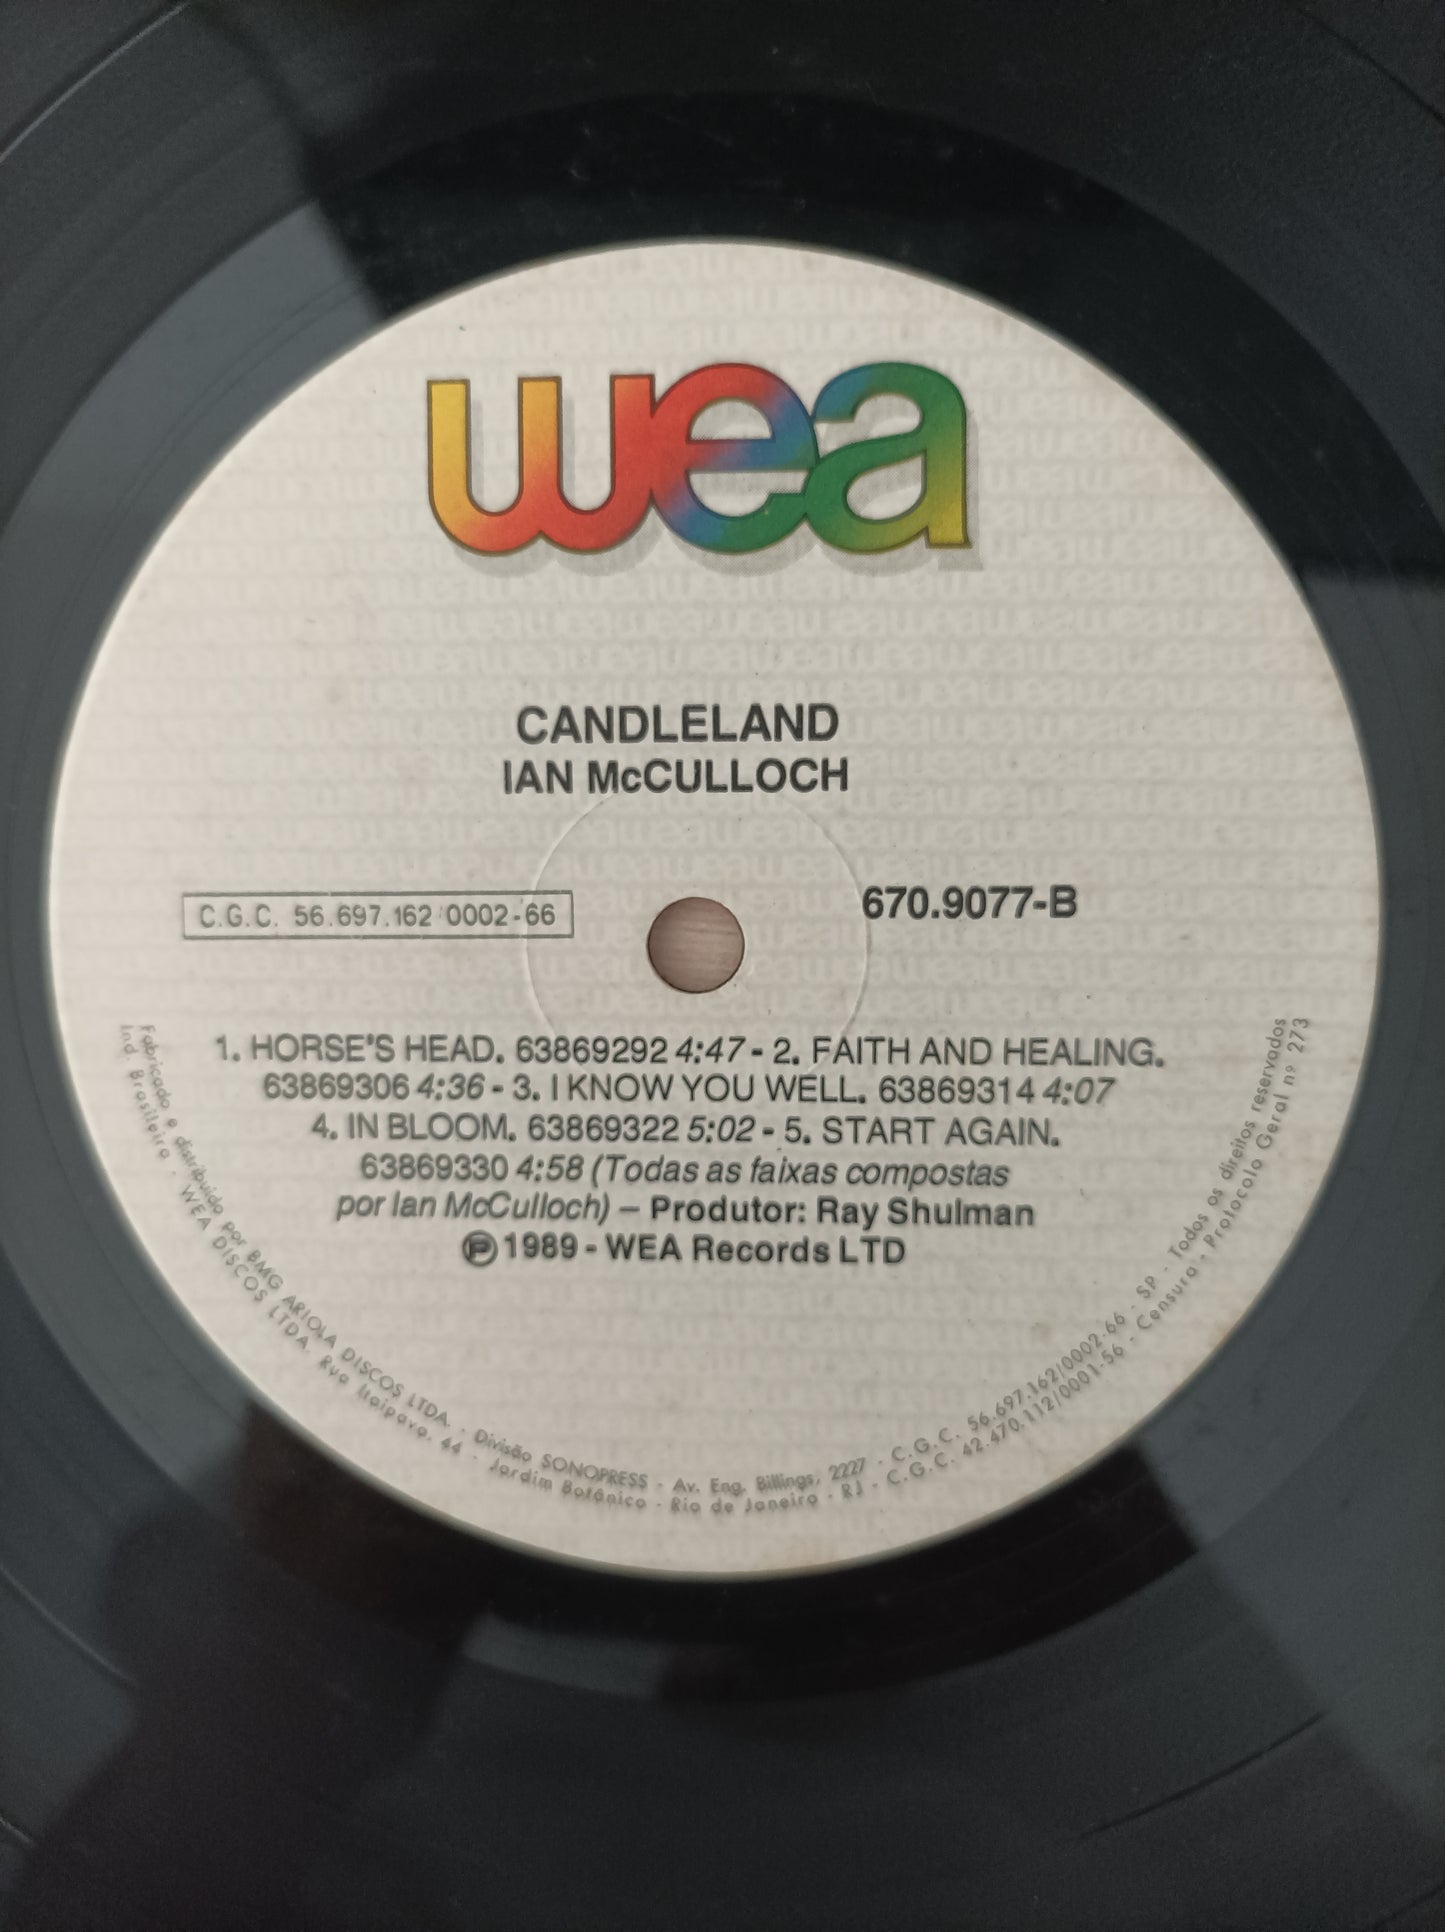 wea
CANDLELAND
IAN McCULLOCH
C.G.C. 56.697.162/0002-66
670.9077-B
1. HORSE'S HEAD. 63869292 4:47 - 2. FAITH AND HEALING.
63869306 4:36 - 3. I KNOW YOU WELL. 63869314 4:07
4. IN BLOOM. 63869322 5:02 - 5. START AGAIN.
63869330 4:58 (Todas as faixas compostas
por Ian McCulloch) – Produtor: Ray Shulman
Ⓟ 1989 - WEA Records LTD
Fabricado e distribuído por BMG ARIOLA DISCOS LTDA. - Divisão SONOPRESS - Av. Eng. Billings, 2227 - C.G.C. 56.697.162/0002-66 - SP - Todos os direitos reservados
Ind. Brasileira - WEA DISCOS LTDA. Rua Itaipava, 44 - Jardim Botânico - Rio de Janeiro - RJ - C.G.C. 42.470.112/0001-56 - Censura - Protocolo Geral nº 273